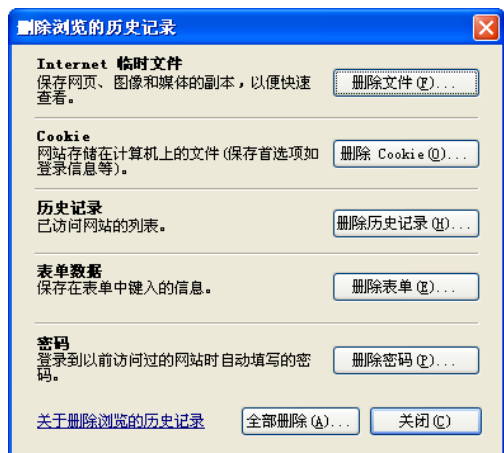 删除浏览的历史记录
Internet 临时文件
保存网页、图像和媒体的副本，以便快速
查看。
删除文件(F)...
Cookie
网站存储在计算机上的文件(保存首选项如
登录信息等)。
删除 Cookie(O)...
历史记录
已访问网站的列表。
删除历史记录(H)...
表单数据
保存在表单中键入的信息。
删除表单(E)...
密码
登录到以前访问过的网站时自动填写的密
码。
删除密码(P)...
关于删除浏览的历史记录
全部删除(A)...
关闭(C)